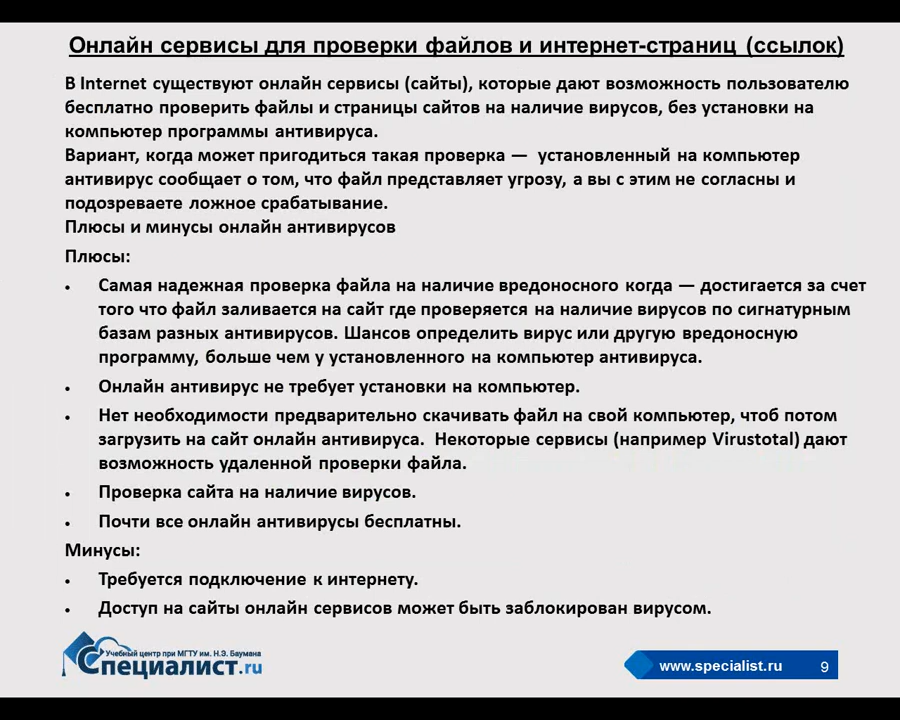 Онлайн сервисы для проверки файлов и интернет-страниц (ссылок)
В Internet существуют онлайн сервисы (сайты), которые дают возможность пользователю
бесплатно проверить файлы и страницы сайтов на наличие вирусов, без установки на
компьютер программы антивируса.
Вариант, когда может пригодиться такая проверка — установленный на компьютер
антивирус сообщает о том, что файл представляет угрозу, а вы с этим не согласны и
подозреваете ложное срабатывание.
Плюсы и минусы онлайн антивирусов
Плюсы:
• Самая надежная проверка файла на наличие вредоносного когда — достигается за счет
того что файл заливается на сайт где проверяется на наличие вирусов по сигнатурным
базам разных антивирусов. Шансов определить вирус или другую вредоносную
программу, больше чем у установленного на компьютер антивируса.
• Онлайн антивирус не требует установки на компьютер.
• Нет необходимости предварительно скачивать файл на свой компьютер, чтоб потом
загрузить на сайт онлайн антивируса. Некоторые сервисы (например Virustotal) дают
возможность удаленной проверки файла.
• Проверка сайта на наличие вирусов.
• Почти все онлайн антивирусы бесплатны.
Минусы:
• Требуется подключение к интернету.
• Доступ на сайты онлайн сервисов может быть заблокирован вирусом.
Учебный центр при МГТУ им. Н.Э. Баумана
Специалист.ru
www.specialist.ru 9